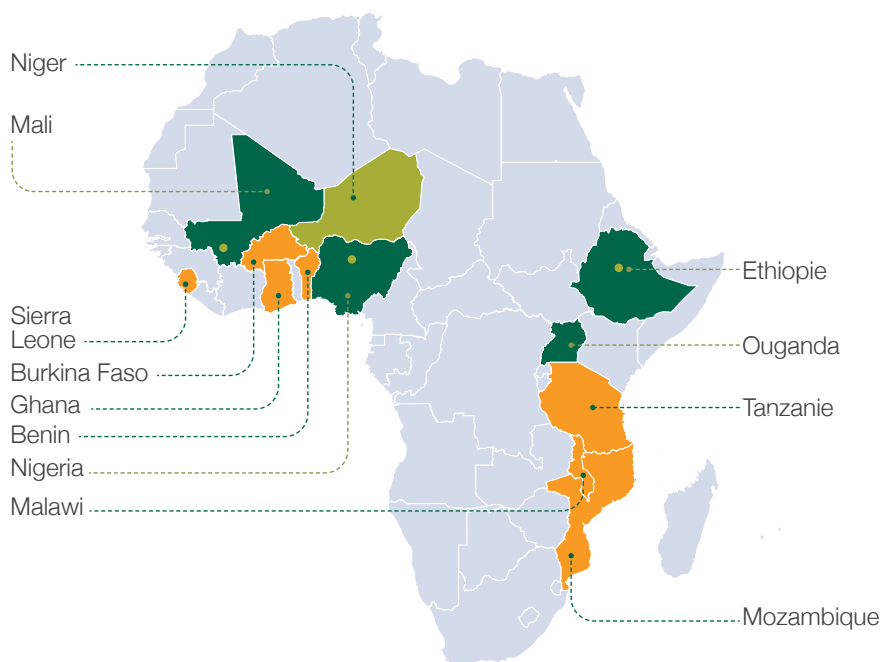 Niger
Mali
Sierra
Leone
Burkina Faso
Ghana
Benin
Nigeria
Malawi
Ethiopie
Ouganda
Tanzanie
Mozambique